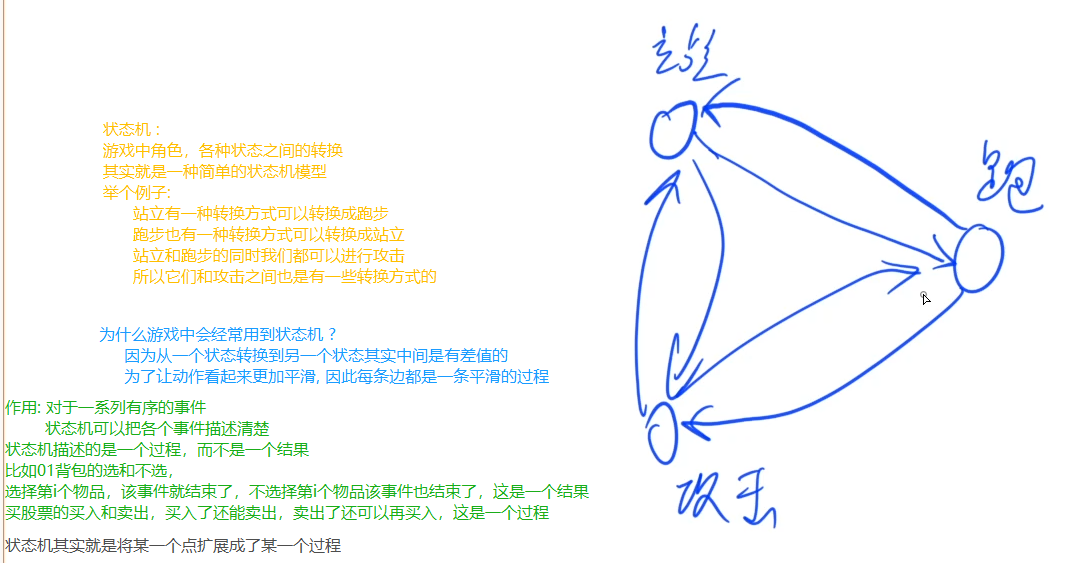 状态机：
游戏中角色，各种状态之间的转换
其实就是一种简单的状态机模型
举个例子:
站立有一种转换方式可以转换成跑步
跑步也有一种转换方式可以转换成站立
站立和跑步的同时我们都可以进行攻击
所以它们和攻击之间也是有一些转换方式的
为什么游戏中会经常用到状态机？
因为从一个状态转换到另一个状态其实中间是有差值的
为了让动作看起来更加平滑, 因此每条边都是一条平滑的过程
作用: 对于一系列有序的事件
状态机可以把各个事件描述清楚
状态机描述的是一个过程，而不是一个结果
比如01背包的选和不选，
选择第i个物品，该事件就结束了，不选择第i个物品该事件也结束了，这是一个结果
买股票的买入和卖出，买入了还能卖出，卖出了还可以再买入，这是一个过程
状态机其实就是将某一个点扩展成了某一个过程
跑
攻击